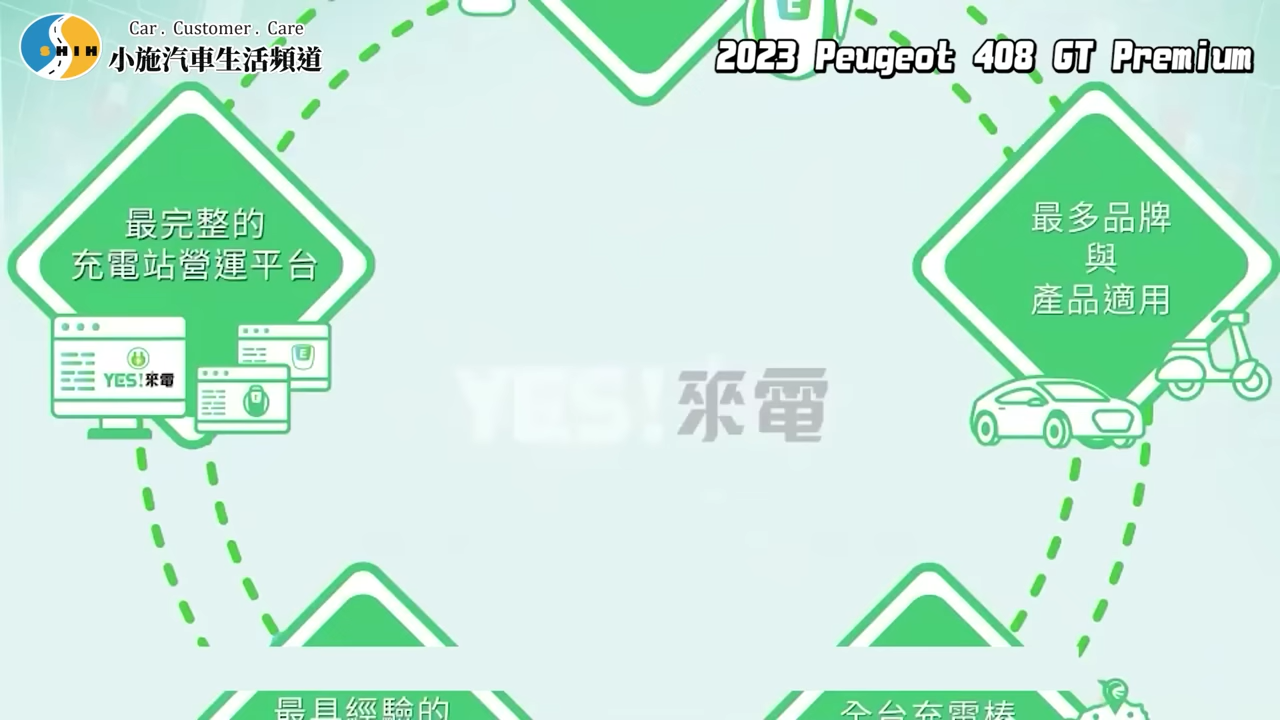 Car . Customer . Care
SHIH
小施汽車生活頻道
2023 Peugeot 408 GT Premium
E
最完整的
充電站營運平台
最多品牌
與
產品適用
E
YES!來電
YES!來電
最具經驗的
全台充電樁